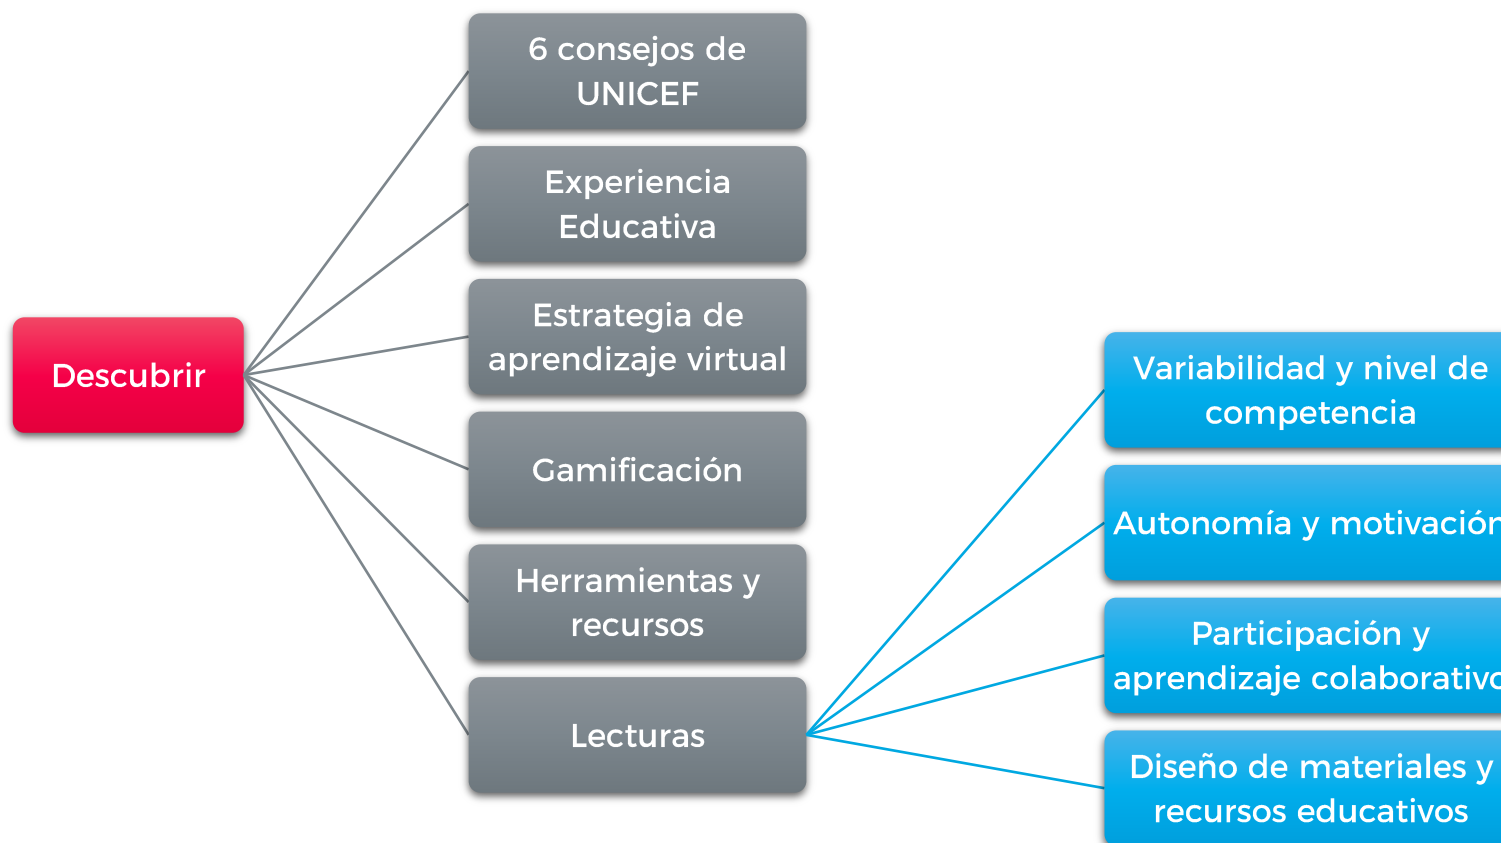 6 consejos de
UNICEF
Experiencia
Educativa
Estrategia de
aprendizaje virtual
Descubrir
Gamificación
Herramientas y
recursos
Lecturas
Variabilidad y nivel de
competencia
Autonomía y motivación
Participación y
aprendizaje colaborativo
Diseño de materiales y
recursos educativos